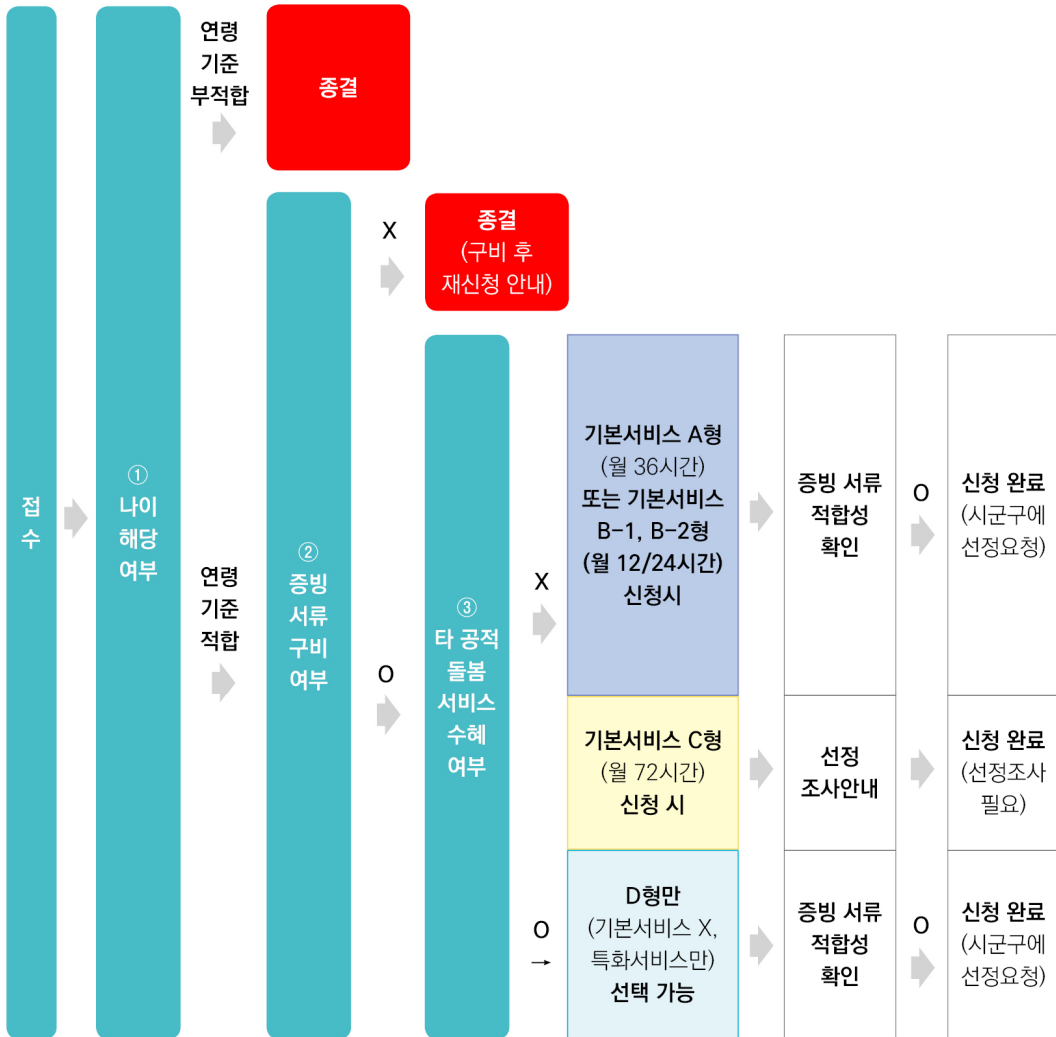 접
수
①
나이
해당
여부
연령
기준
부적합
종결
연령
기준
적합
②
증빙
서류
구비
여부
X
종결
(구비 후
재신청 안내)
O
③
타 공적
돌봄
서비스
수혜
여부
X
기본서비스 A형
(월 36시간)
또는 기본서비스
B-1, B-2형
(월 12/24시간)
신청시
증빙 서류
적합성
확인
O
신청 완료
(시군구에
선정요청)
기본서비스 C형
(월 72시간)
신청 시
선정
조사안내
신청 완료
(선정조사
필요)
O
→
D형만
(기본서비스 X,
특화서비스만)
선택 가능
증빙 서류
적합성
확인
O
신청 완료
(시군구에
선정요청)